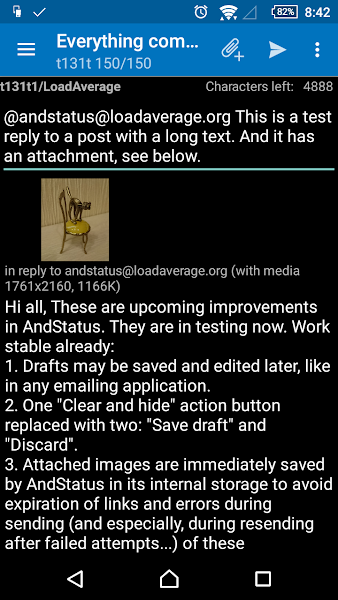 82% 8:42
Everything com...
t131t 150/150
t131t1/LoadAverage Characters left: 4888
@andstatus@loadaverage.org This is a test
reply to a post with a long text. And it has
an attachment, see below.
in reply to andstatus@loadaverage.org (with media
1761x2160, 1166K)
Hi all, These are upcoming improvements
in AndStatus. They are in testing now. Work
stable already:
1. Drafts may be saved and edited later, like
in any emailing application.
2. One "Clear and hide" action button
replaced with two: "Save draft" and
"Discard".
3. Attached images are immediately saved
by AndStatus in its internal storage to avoid
expiration of links and errors during
sending (and especially, during resending
after failed attempts...) of these